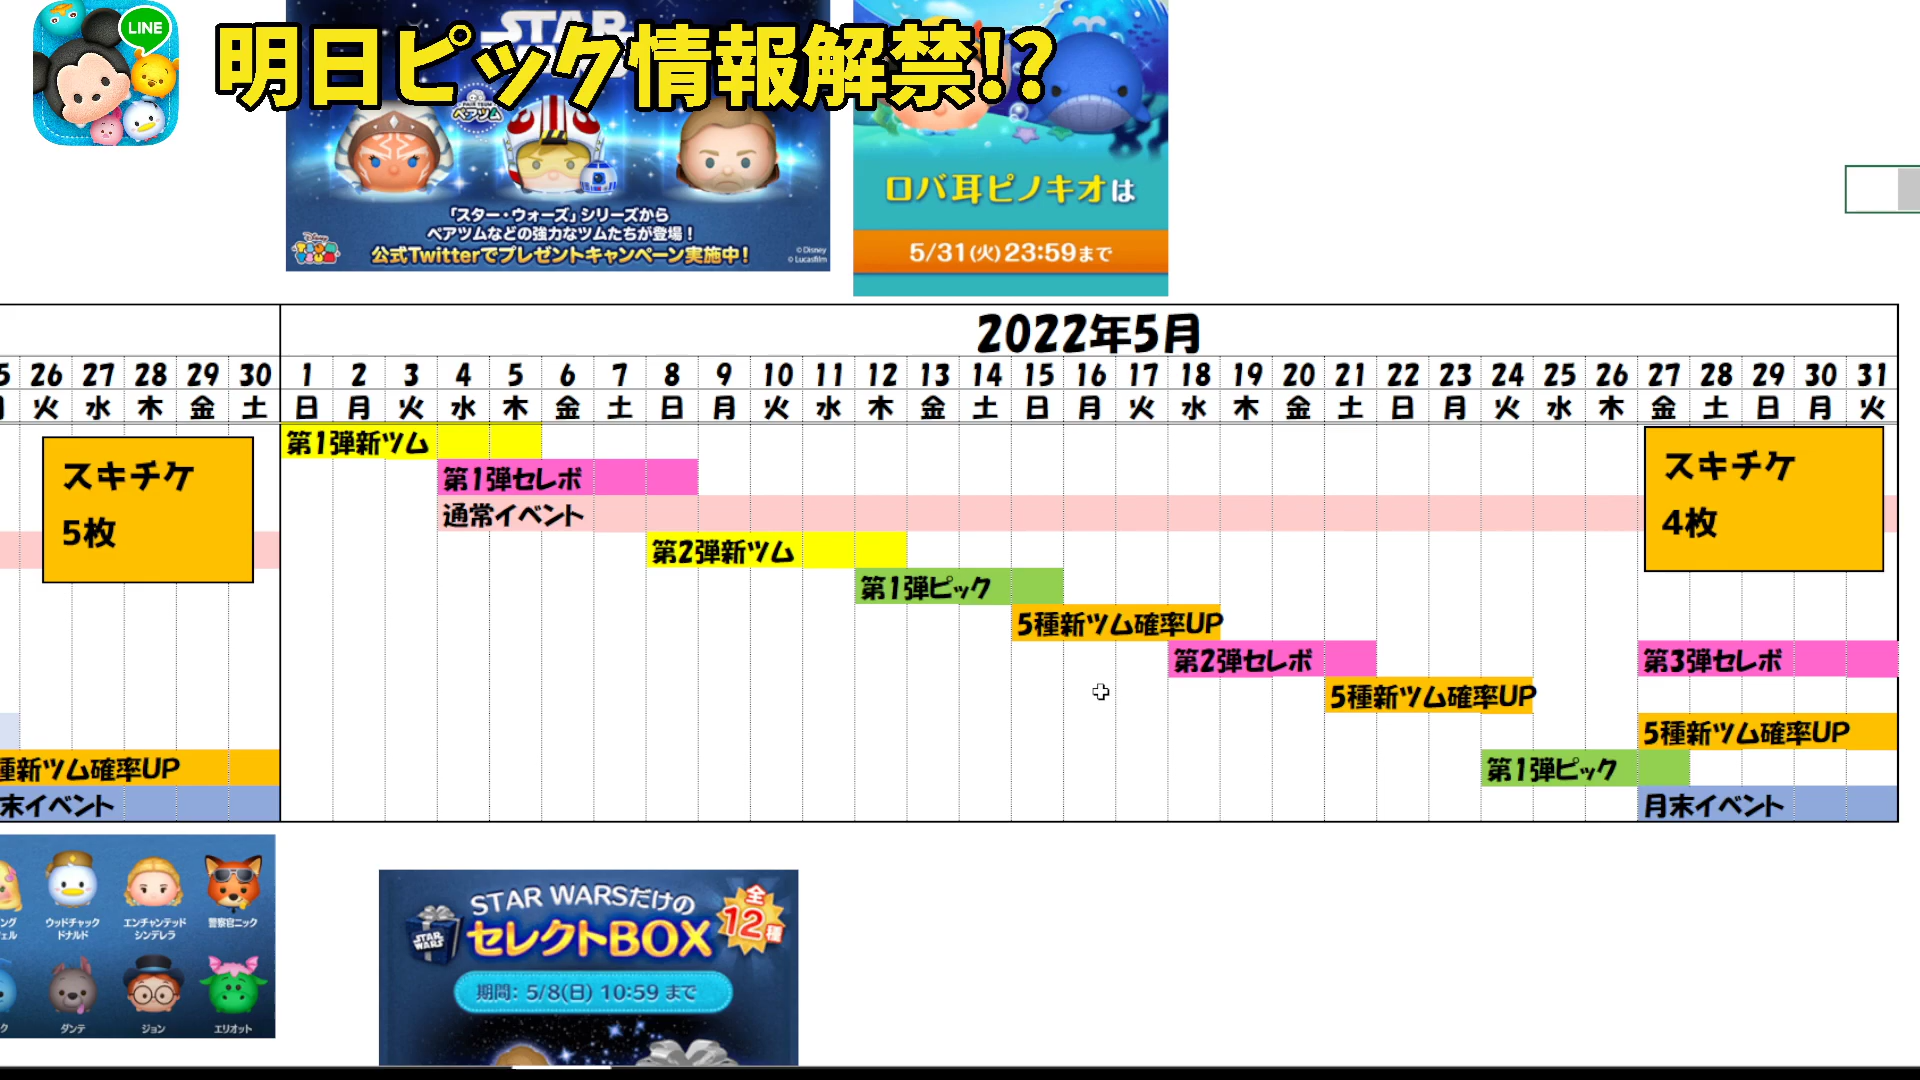 LINE
明日ピック情報解禁!?
STAR
PAIR TSUM
ペアツム
「スター・ウォーズ」シリーズから
ペアツムなどの強力なツムたちが登場！
公式Twitterでプレゼントキャンペーン実施中！
Disney
TSUM TSUM
©Disney
©Lucasfilm
ロバ耳ピノキオは
5/31(火)23:59まで
2022年5月
5 26 27 28 29 30 1 2 3 4 5 6 7 8 9 10 11 12 13 14 15 16 17 18 19 20 21 22 23 24 25 26 27 28 29 30 31
月 火 水 木 金 土 日 月 火 水 木 金 土 日 月 火 水 木 金 土 日 月 火 水 木 金 土 日 月 火 水 木 金 土 日 月 火
スキチケ
5枚
第1弾新ツム
スキチケ
4枚
第1弾セレボ
通常イベント
第2弾新ツム
第1弾ピック
5種新ツム確率UP
第2弾セレボ
第3弾セレボ
5種新ツム確率UP
5種新ツム確率UP
種新ツム確率UP
第1弾ピック
末イベント
月末イベント
ング
ェル
ウッドチャック
ドナルド
エンチャンテッド
シンデレラ
警察官ニック
ク
ダンテ
ジョン
エリオット
STAR WARSだけの
セレクトBOX
全
12種
STAR
WARS
期間: 5/8(日) 10:59 まで